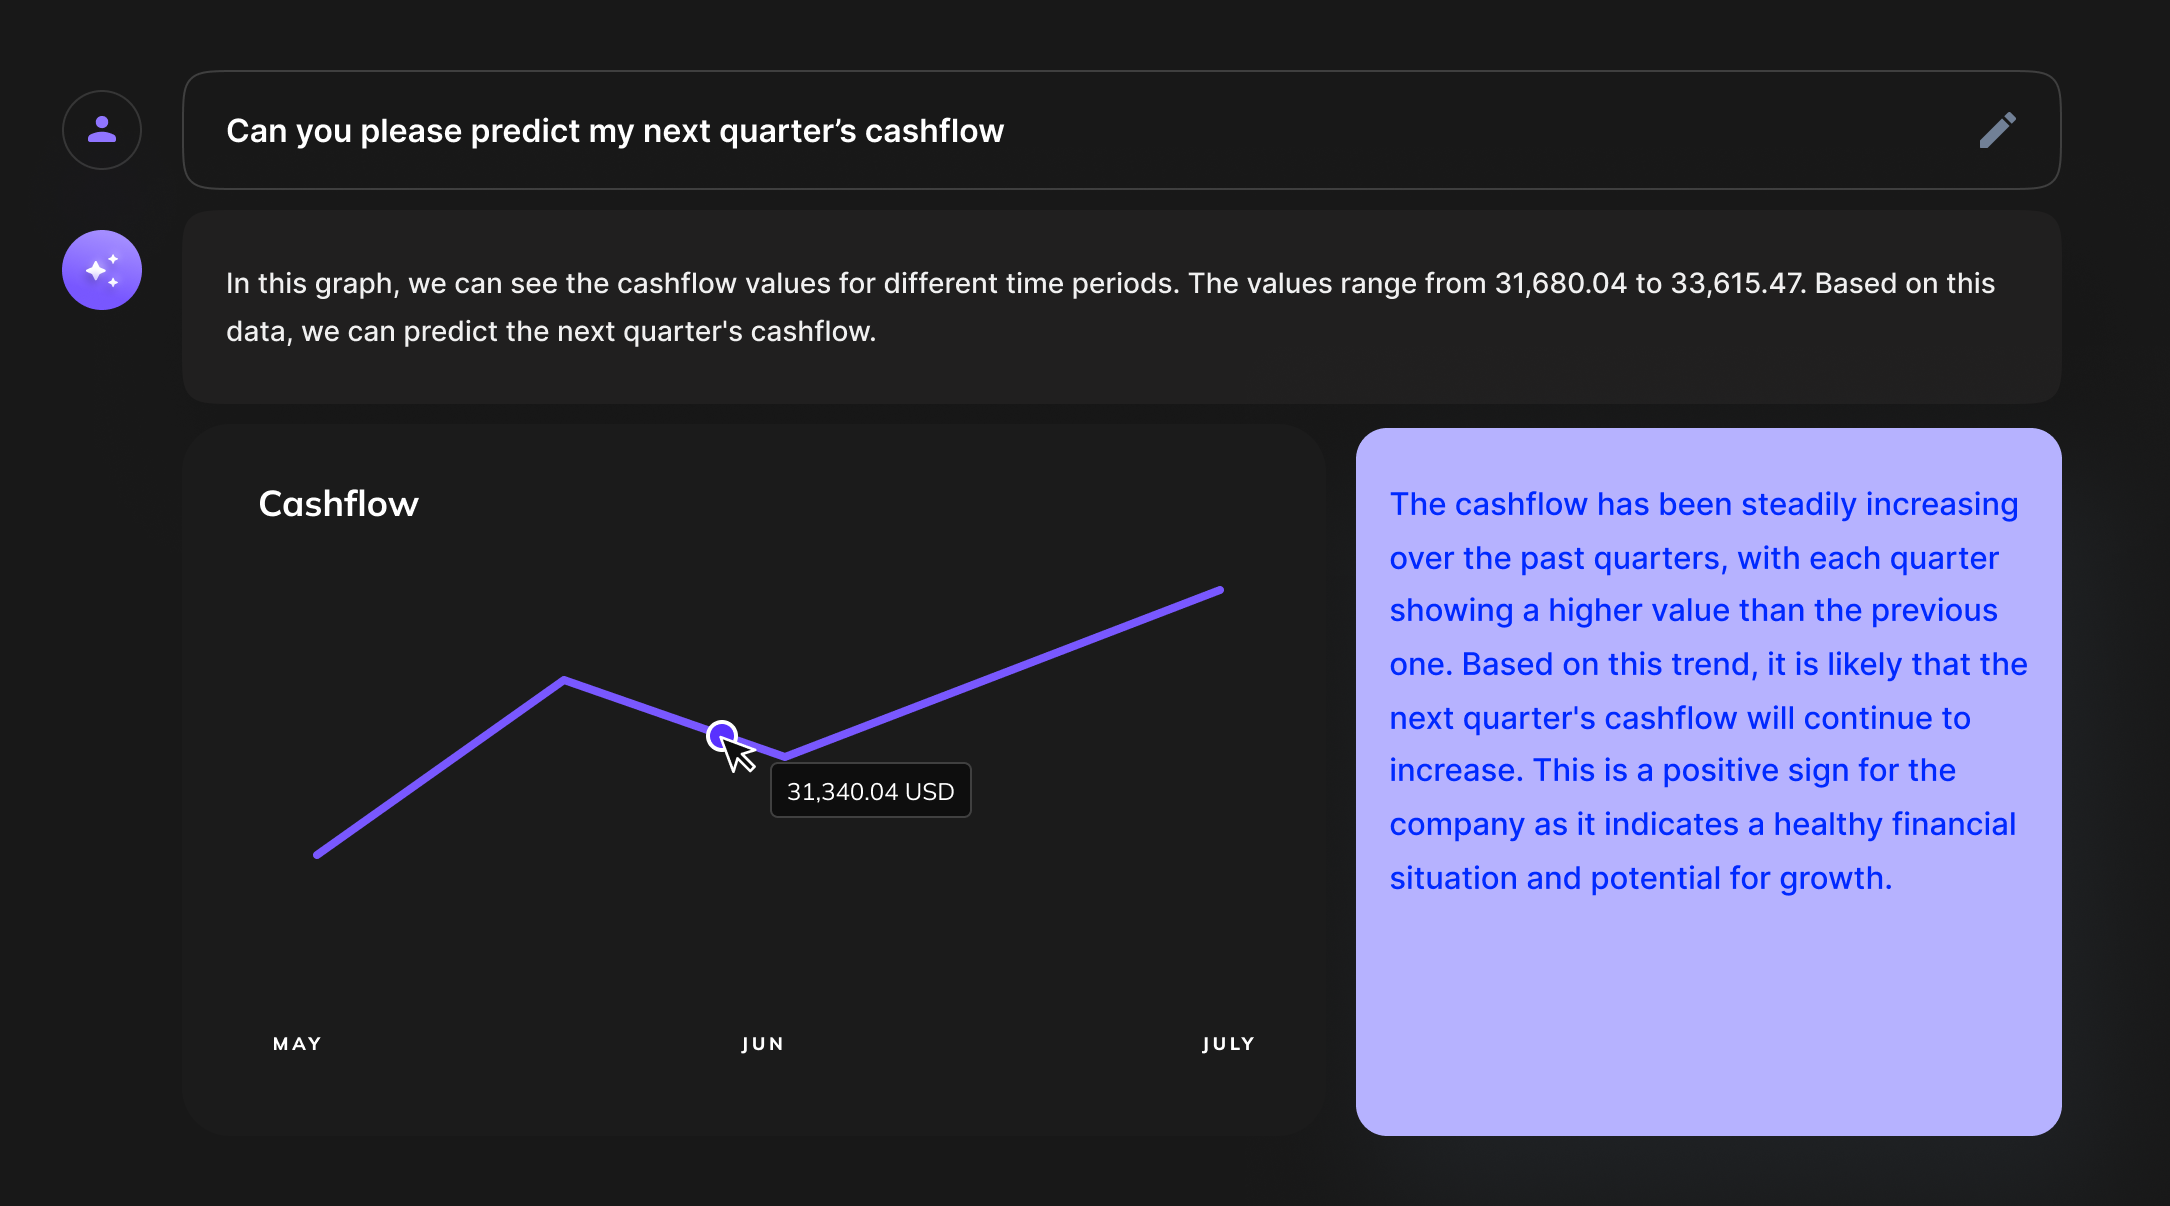 Can you please predict my next quarter’s cashflow
In this graph, we can see the cashflow values for different time periods. The values range from 31,680.04 to 33,615.47. Based on this
data, we can predict the next quarter's cashflow.
Cashflow
31,340.04 USD
MAY
JUN
JULY
The cashflow has been steadily increasing
over the past quarters, with each quarter
showing a higher value than the previous
one. Based on this trend, it is likely that the
next quarter's cashflow will continue to
increase. This is a positive sign for the
company as it indicates a healthy financial
situation and potential for growth.